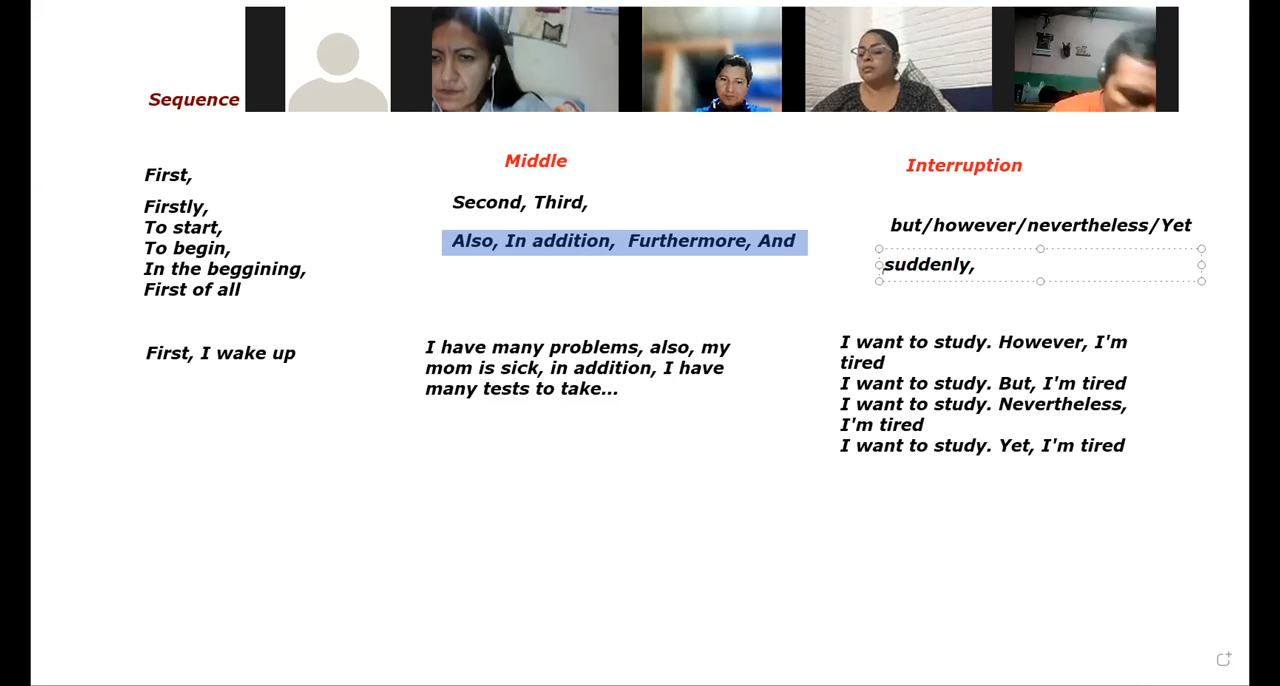 Sequence
First,
Firstly,
To start,
To begin,
In the beggining,
First of all
First, I wake up
Middle
Second, Third,
Also, In addition,  Furthermore, And
I have many problems, also, my
mom is sick, in addition, I have
many tests to take...
Interruption
but/however/nevertheless/Yet
suddenly,
I want to study. However, I'm
tired
I want to study. But, I'm tired
I want to study. Nevertheless,
I'm tired
I want to study. Yet, I'm tired